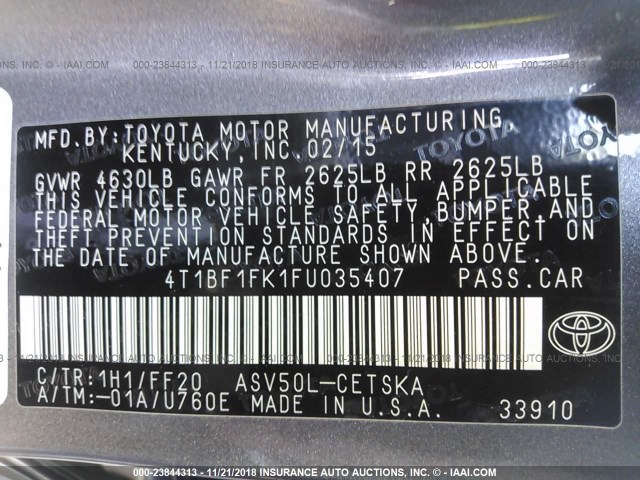 000-23844313 - 11/21/2018 INSURANCE AUTO AUCTIONS, INC. - IAAI.COM
MFD.BY:TOYOTA MOTOR MANUFACTURING
KENTUCKY,INC.02/15
GVWR 4630LB GAWR FR 2625LB RR 2625LB
THIS VEHICLE CONFORMS TO ALL APPLICABLE
FEDERAL MOTOR VEHICLE SAFETY,BUMPER,AND
THEFT PREVENTION STANDARDS IN EFFECT ON
THE DATE OF MANUFACTURE SHOWN ABOVE.
4T1BF1FK1FU035407 PASS.CAR
C/TR:1H1/FF20 ASV50L-CETSKA
A/TM:-01A/U760E MADE IN U.S.A. 33910
000-23844313 - 11/21/2018 INSURANCE AUTO AUCTIONS, INC. - IAAI.COM